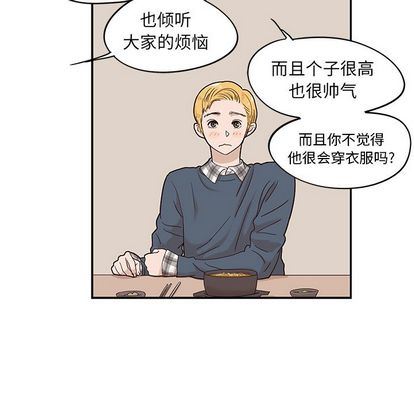 也倾听
大家的烦恼
而且个子很高
也很帅气
而且你不觉得
他很会穿衣服吗?